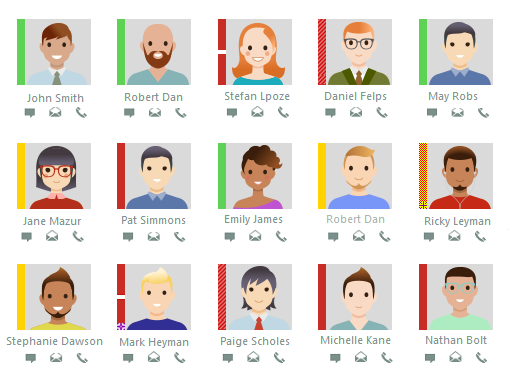 John Smith
Robert Dan
Stefan Lpoze
Daniel Felps
May Robs
Jane Mazur
Pat Simmons
Emily James
Robert Dan
Ricky Leyman
Stephanie Dawson
Mark Heyman
Paige Scholes
Michelle Kane
Nathan Bolt